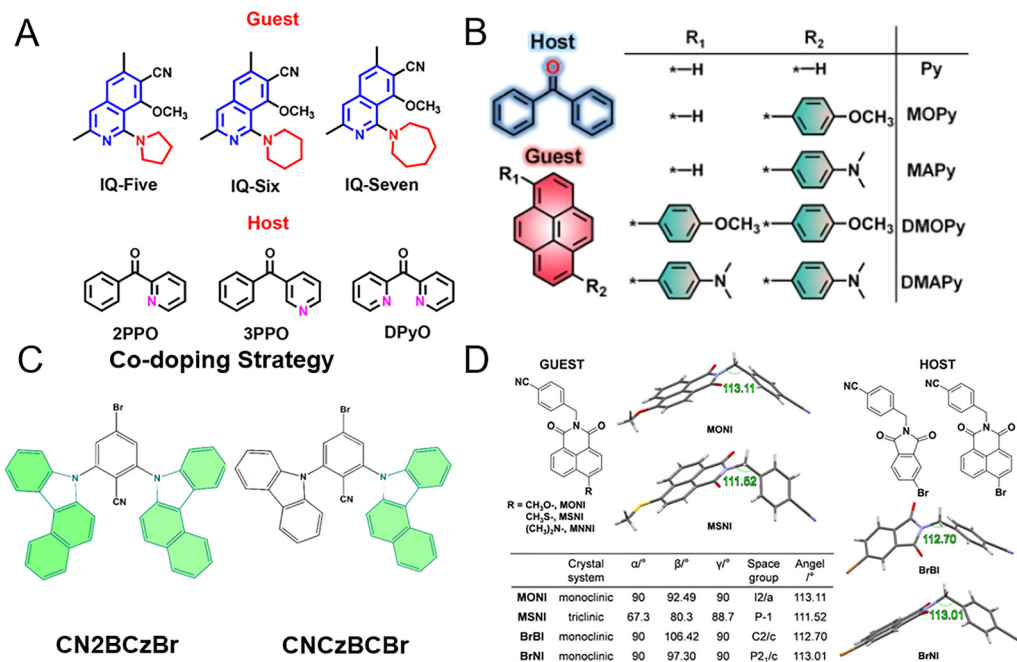 A
Guest
CN
OCH3
N
N
IQ-Five
CN
OCH3
N
N
IQ-Six
CN
OCH3
N
N
IQ-Seven
Host
O
N
2PPO
O
N
3PPO
O
N
N
DPyO
B
Host
O
Guest
R1
R2
R1
R2
*—H
*—H
Py
*—H
*
OCH3
MOPy
*—H
*
N
MAPy
*
OCH3
*
OCH3
DMOPy
*
N
*
N
DMAPy
C
Co-doping Strategy
Br
N
N
CN
CN2BCzBr
Br
N
N
CN
CNCzBCBr
D
GUEST
NC
N
O
O
R
R = CH3O-, MONI
CH3S-, MSNI
(CH3)2N-, MNNI
113.11
MONI
111.52
MSNI
HOST
NC
N
O
O
Br
NC
N
O
O
Br
112.70
BrBI
113.01
BrNI
Crystal system α/° β/° γ/° Space group Angel /°
MONI monoclinic 90 92.49 90 I2/a 113.11
MSNI triclinic 67.3 80.3 88.7 P-1 111.52
BrBI monoclinic 90 106.42 90 C2/c 112.70
BrNI monoclinic 90 97.30 90 P21/c 113.01